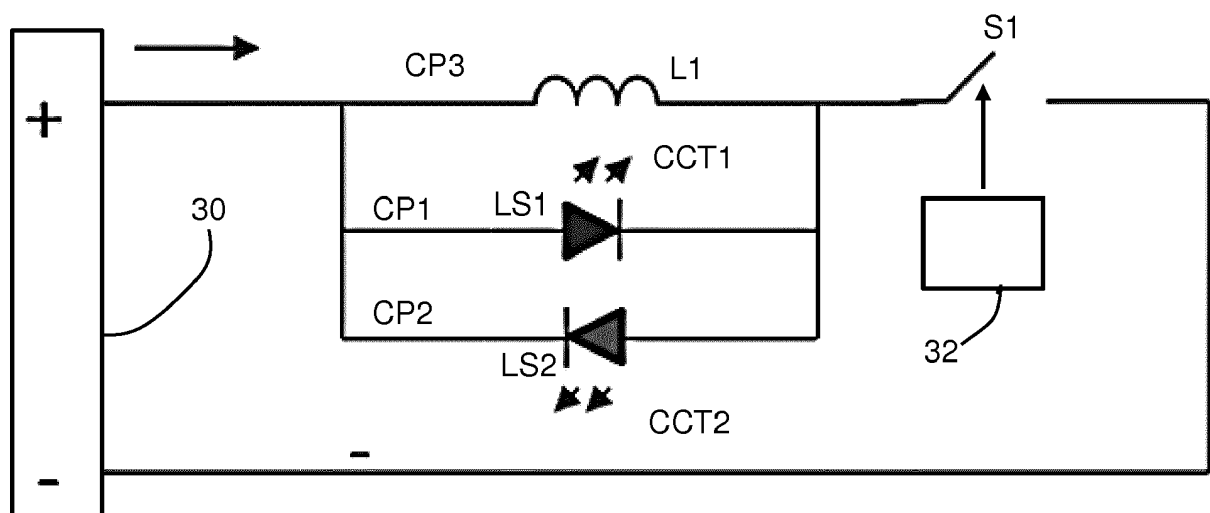 S1
CP3
L1
+
CCT1
CP1
LS1
30
CP2
LS2
32
CCT2
-
-